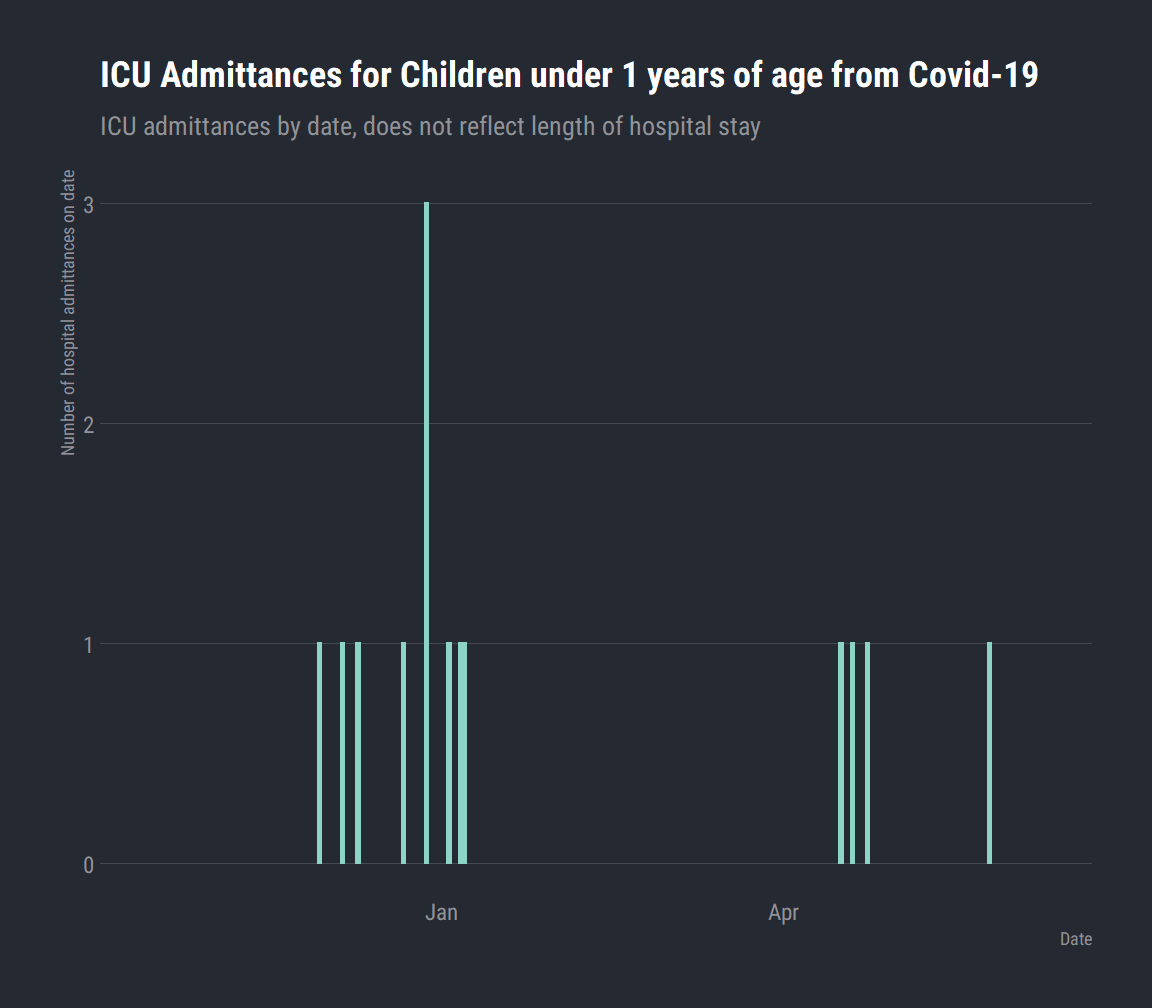 ICU Admittances for Children under 1 years of age from Covid-19
ICU admittances by date, does not reflect length of hospital stay
Number of hospital admittances on date
3
2
1
0
Jan
Apr
Date